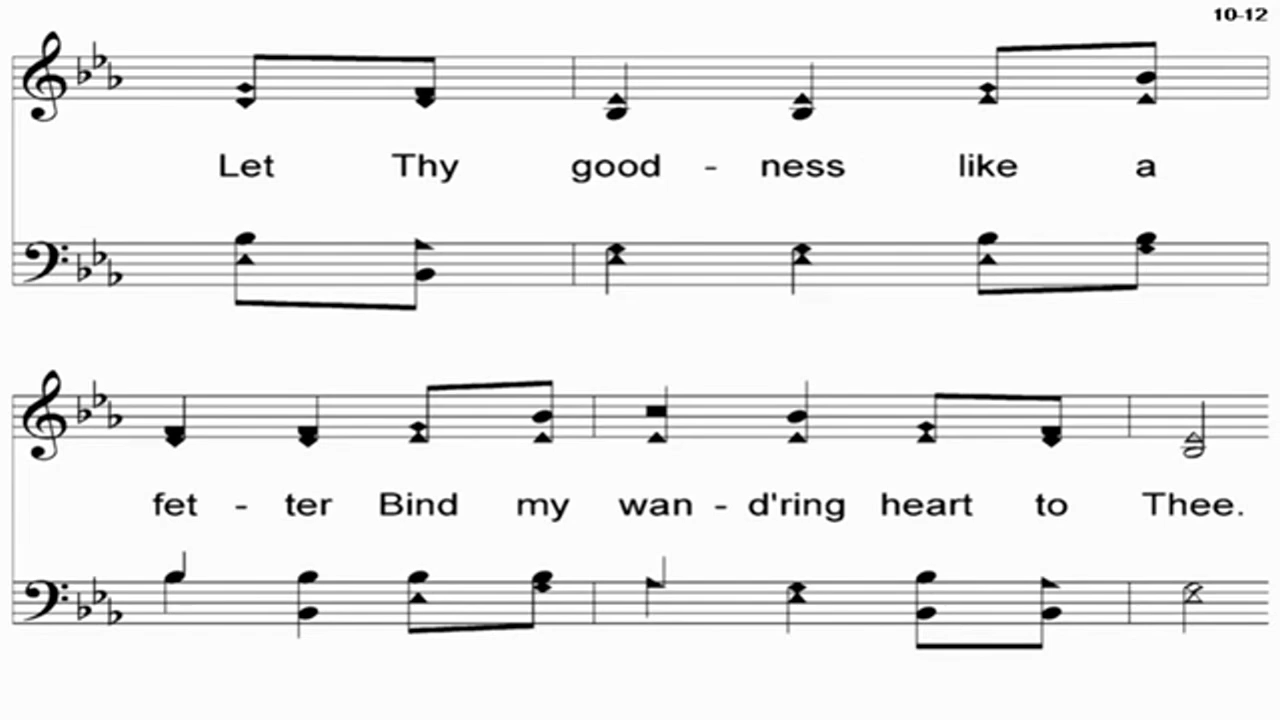 10-12
Let Thy good - ness like a
fet - ter Bind my wan - d'ring heart to Thee.